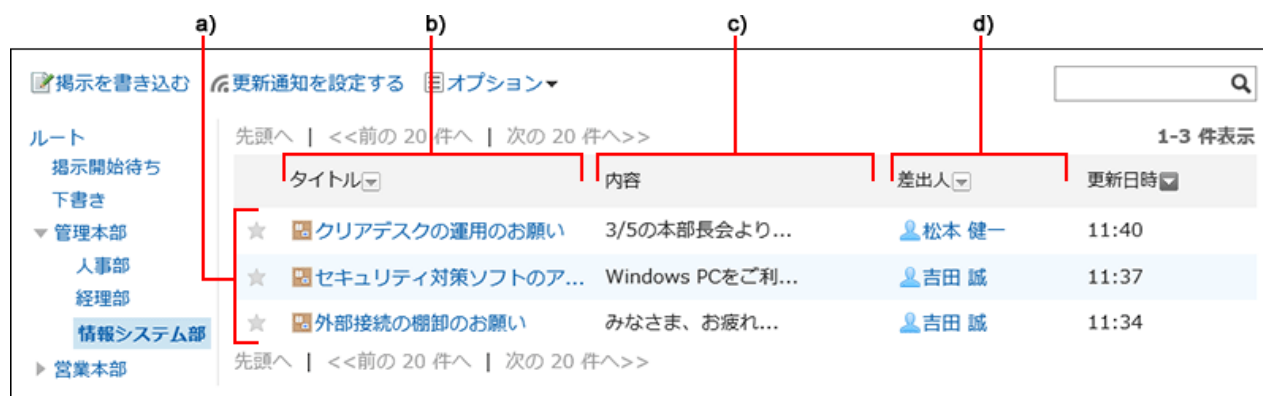 a) b) c) d)
掲示を書き込む 更新通知を設定する オプション
ルート
掲示開始待ち
下書き
管理本部
人事部
経理部
情報システム部
営業本部
先頭へ | <<前の 20 件へ | 次の 20 件へ>> 1-3 件表示
タイトル 内容 差出人 更新日時
クリアデスクの運用のお願い 3/5の本部長会より... 松本 健一 11:40
セキュリティ対策ソフトのア... Windows PCをご利... 吉田 誠 11:37
外部接続の棚卸のお願い みなさま、お疲れ... 吉田 誠 11:34
先頭へ | <<前の 20 件へ | 次の 20 件へ>>